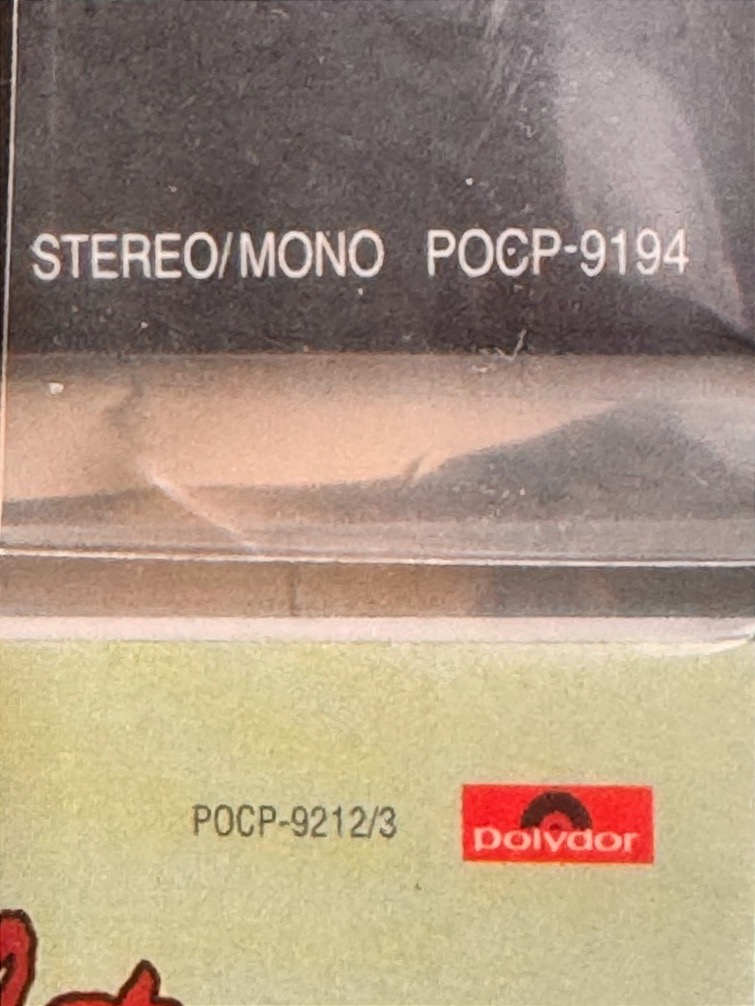 STEREO/MONO POCP-9194
POCP-9212/3
polydor